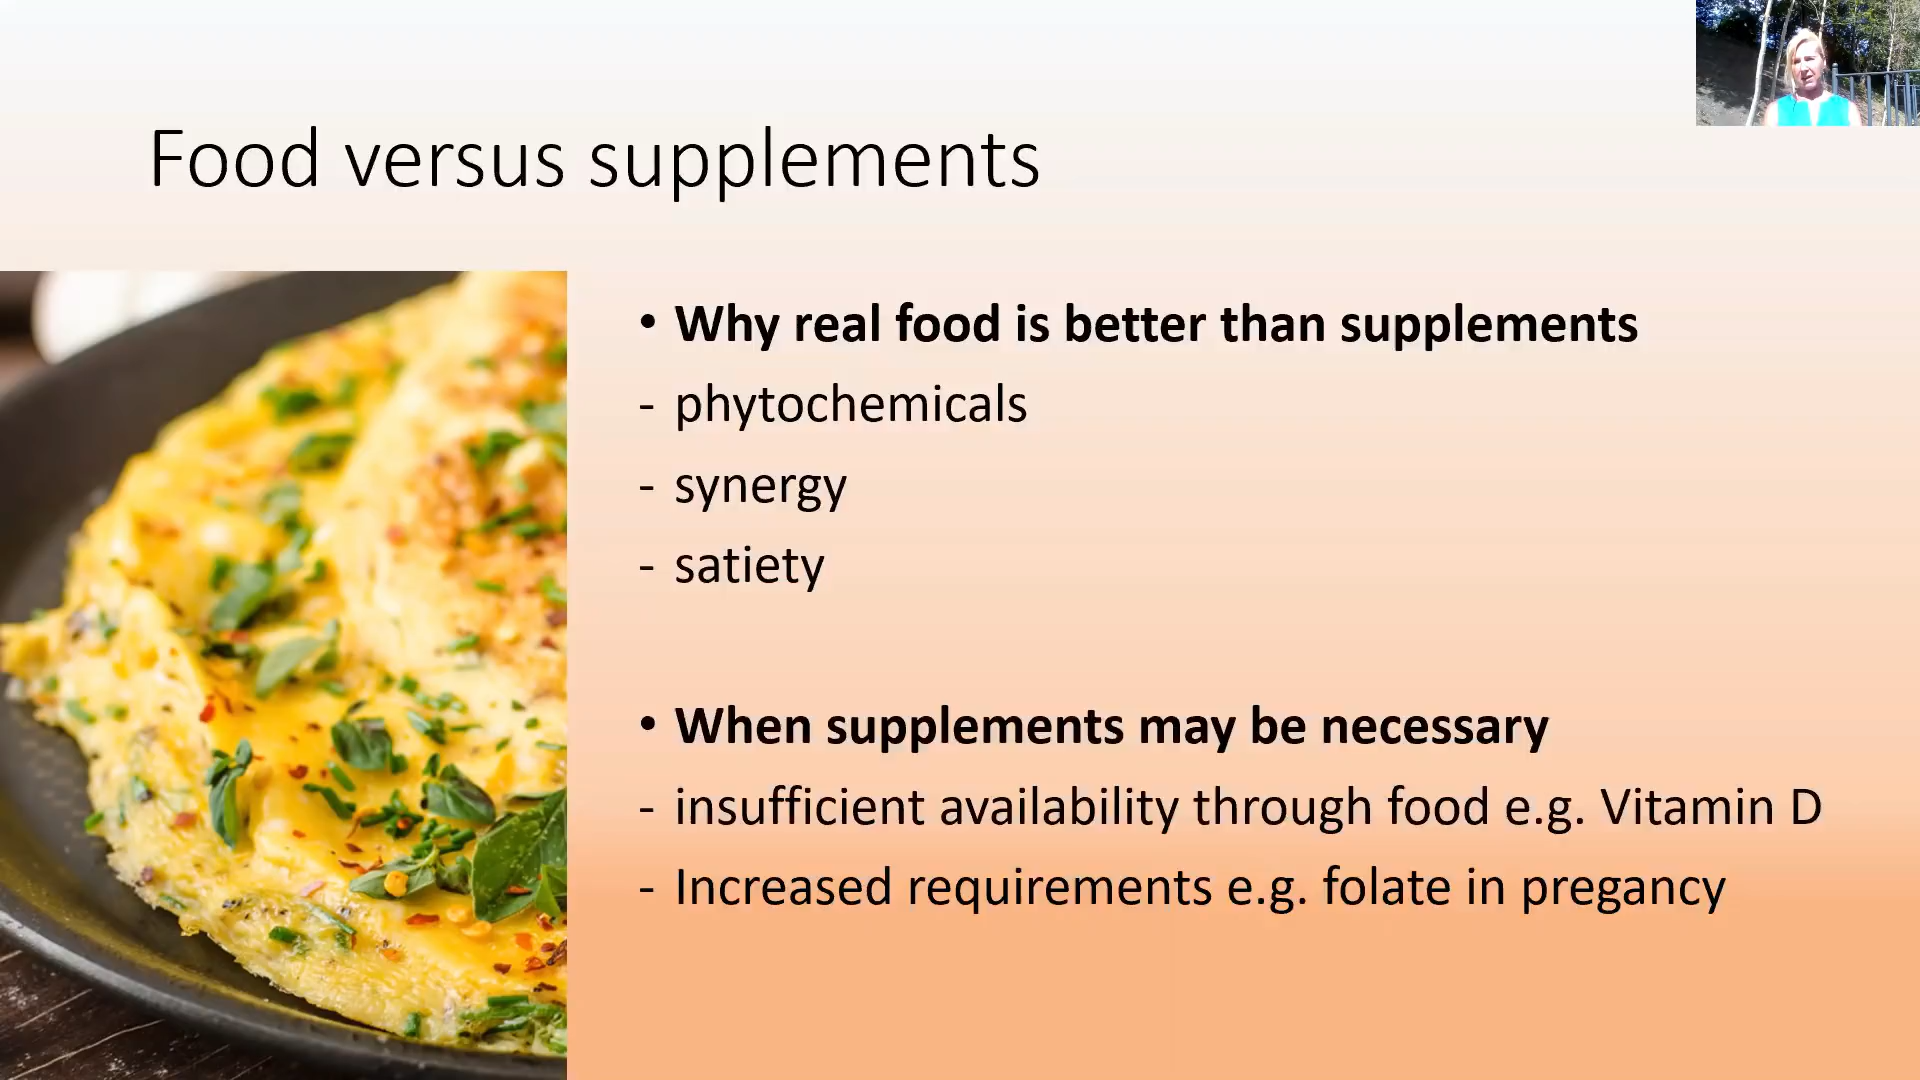 Food versus supplements
• Why real food is better than supplements
- phytochemicals
- synergy
- satiety
• When supplements may be necessary
- insufficient availability through food e.g. Vitamin D
- Increased requirements e.g. folate in pregancy